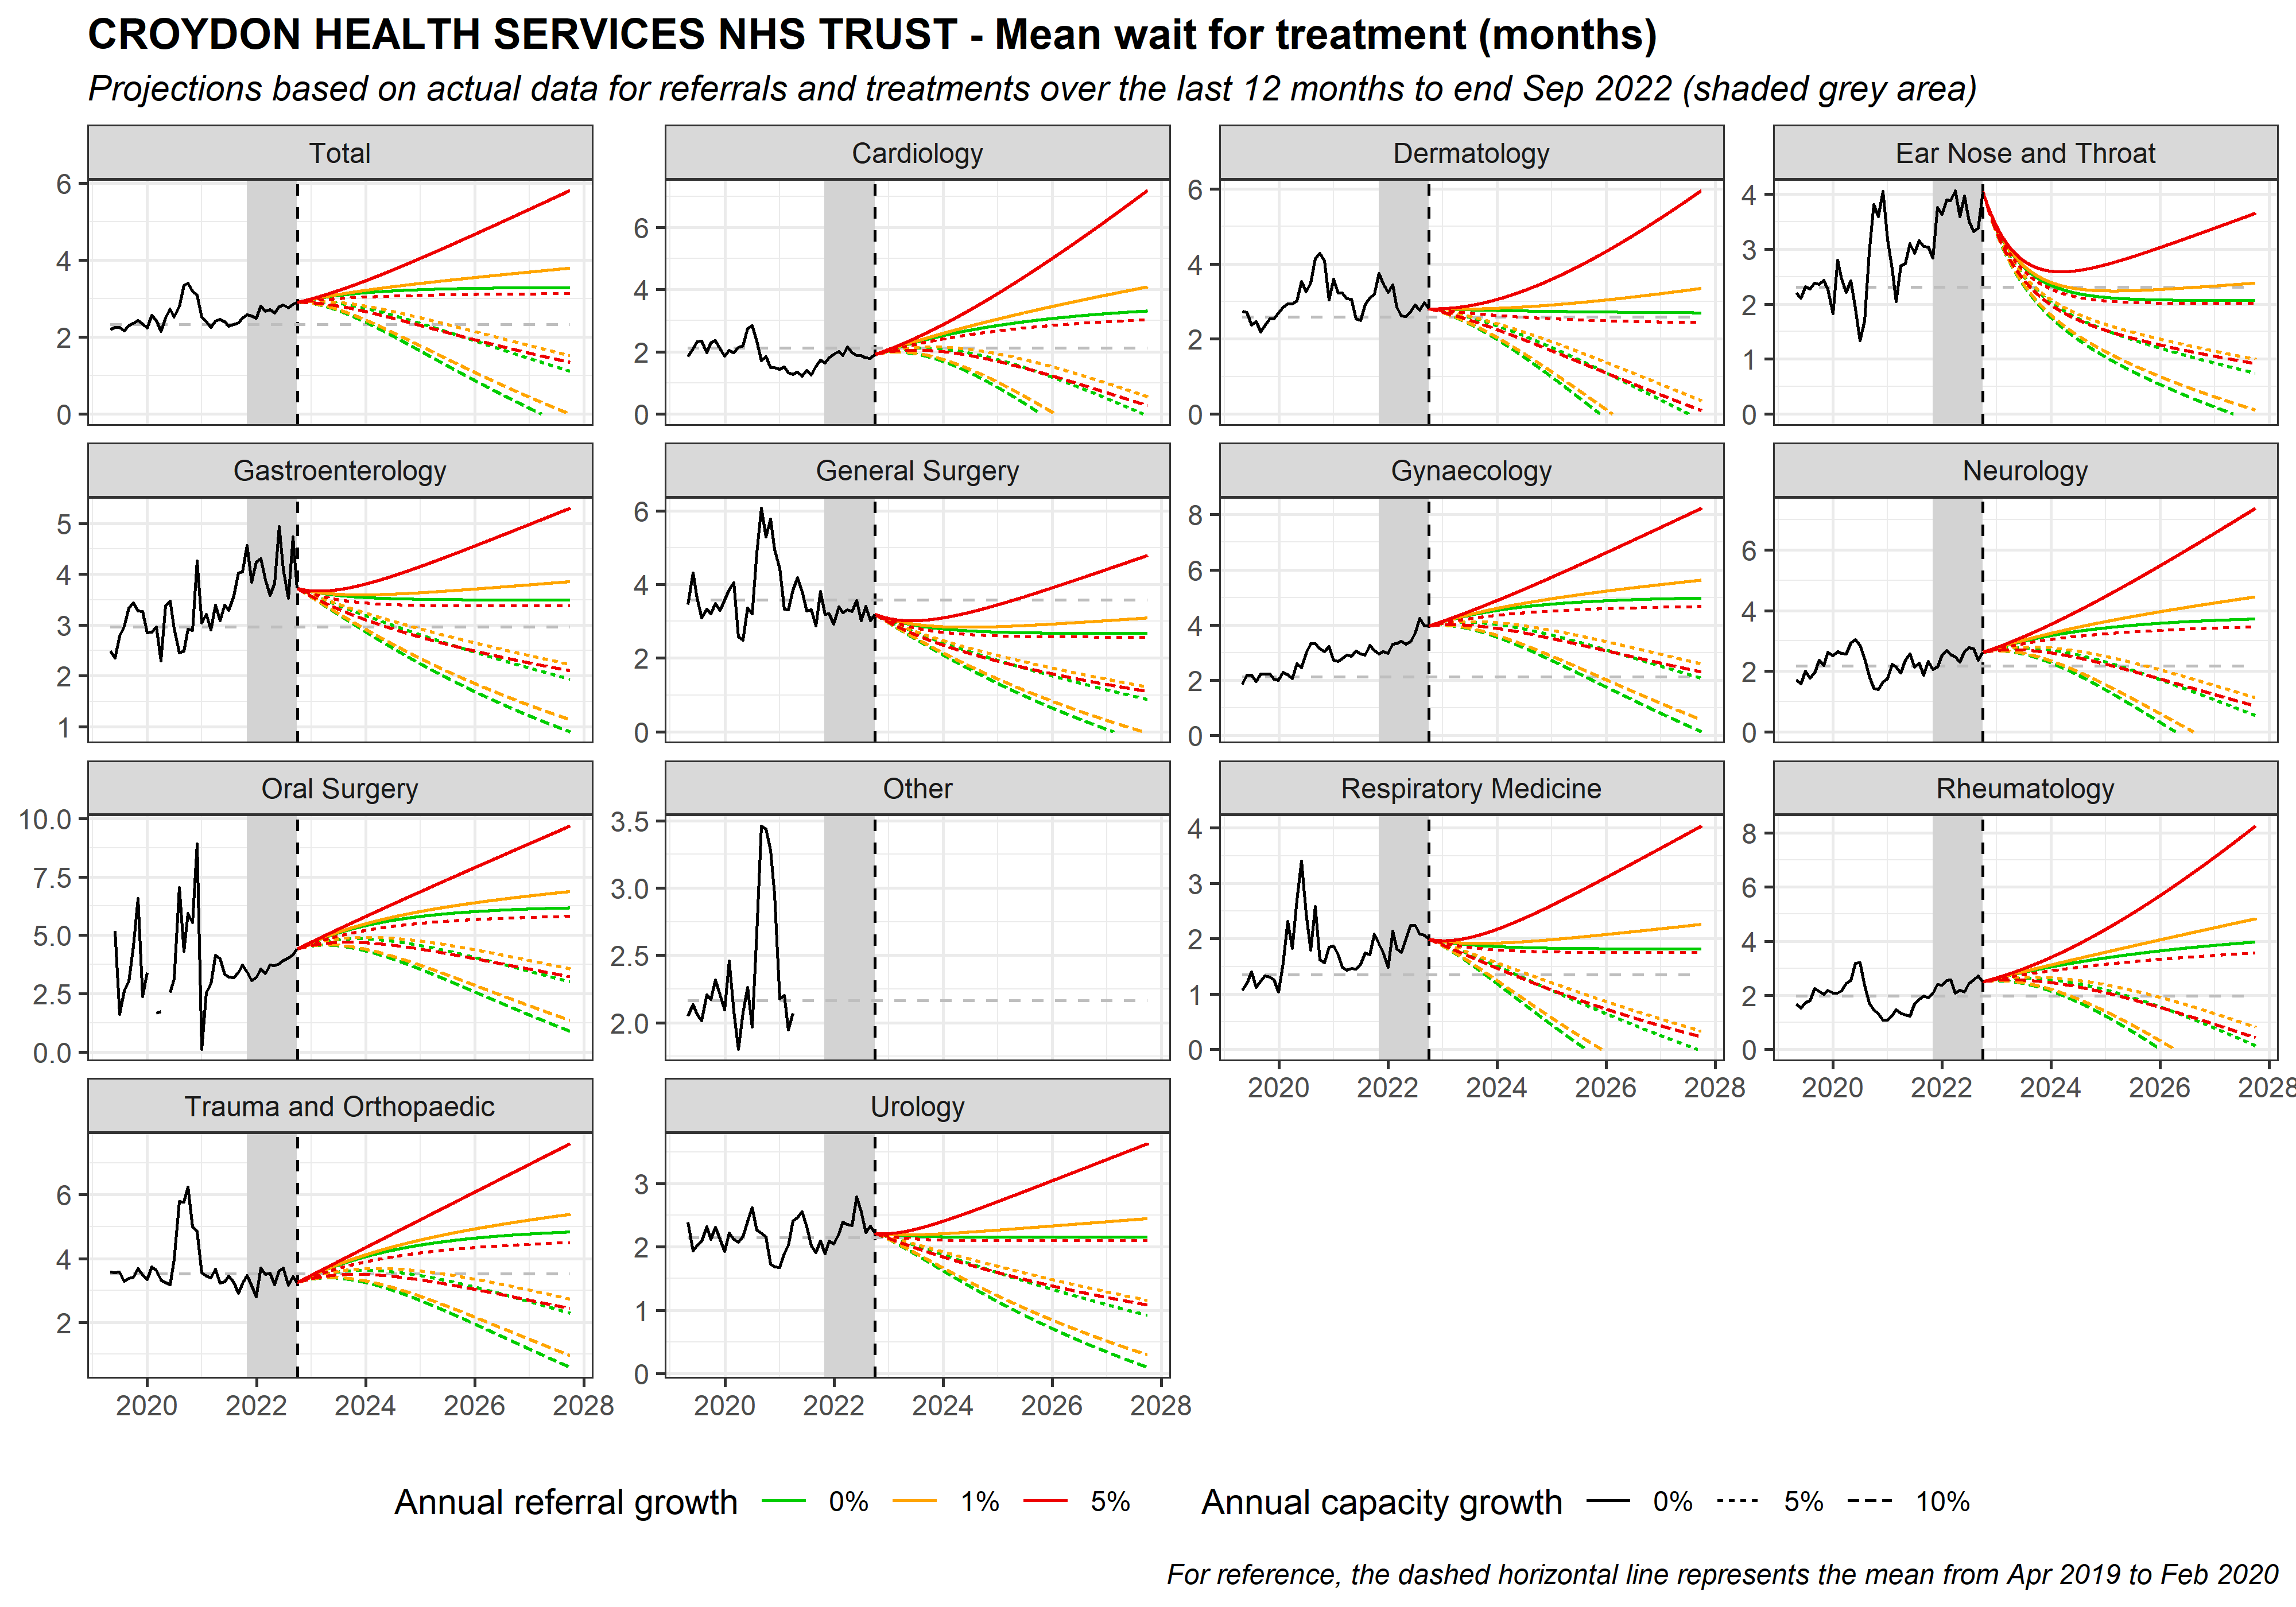 CROYDON HEALTH SERVICES NHS TRUST - Mean wait for treatment (months)
Projections based on actual data for referrals and treatments over the last 12 months to end Sep 2022 (shaded grey area)
Total
6
4
2
0
Cardiology
6
4
2
0
Dermatology
6
4
2
0
Ear Nose and Throat
4
3
2
1
0
Gastroenterology
5
4
3
2
1
General Surgery
6
4
2
0
Gynaecology
8
6
4
2
0
Neurology
6
4
2
0
Oral Surgery
10.0
7.5
5.0
2.5
0.0
Other
3.5
3.0
2.5
2.0
Respiratory Medicine
4
3
2
1
0
2020 2022 2024 2026 2028
Rheumatology
8
6
4
2
0
2020 2022 2024 2026 2028
Trauma and Orthopaedic
6
4
2
2020 2022 2024 2026 2028
Urology
3
2
1
0
2020 2022 2024 2026 2028
Annual referral growth 0% 1% 5% Annual capacity growth 0% 5% 10%
For reference, the dashed horizontal line represents the mean from Apr 2019 to Feb 2020